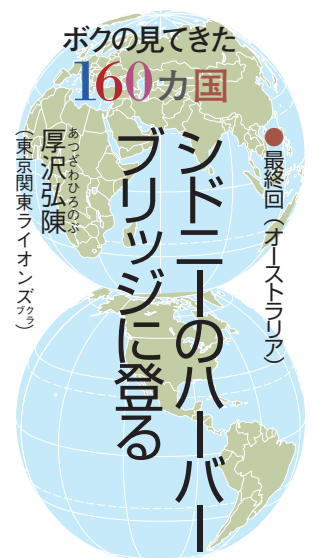 ボクの見てきた
160カ国
●最終回（オーストラリア）
シドニーのハーバー
ブリッジに登る
あつざわひろのぶ
厚沢弘陳
（東京関東ライオンズクラブ）